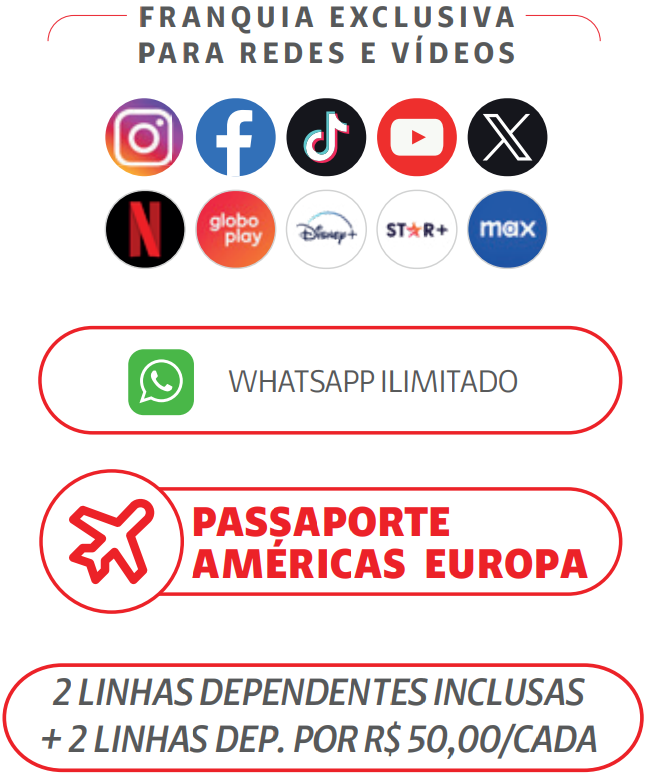 FRANQUIA EXCLUSIVA
PARA REDES E VÍDEOS
N
globo
play
Disney+
ST★R+
max
WHATSAPP ILIMITADO
PASSAPORTE
AMÉRICAS EUROPA
2 LINHAS DEPENDENTES INCLUSAS
+ 2 LINHAS DEP. POR R$ 50,00/CADA